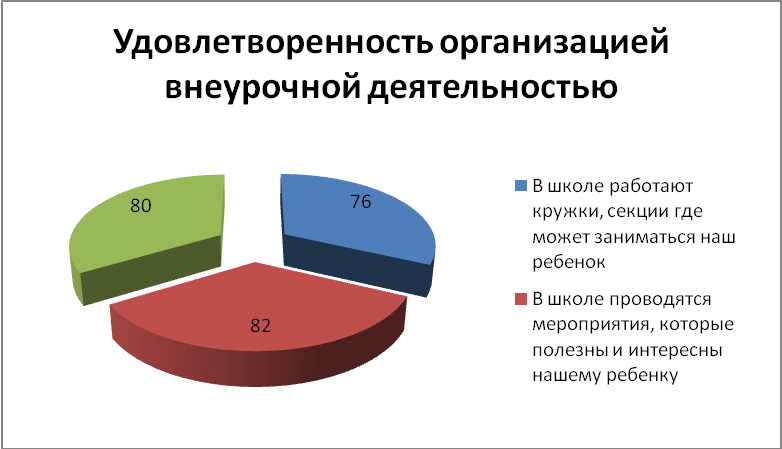 Удовлетворенность организацией
внеурочной деятельностью
80
76
82
В школе работают
кружки, секции где
может заниматься наш
ребенок
В школе проводятся
мероприятия, которые
полезны и интересны
нашему ребенку